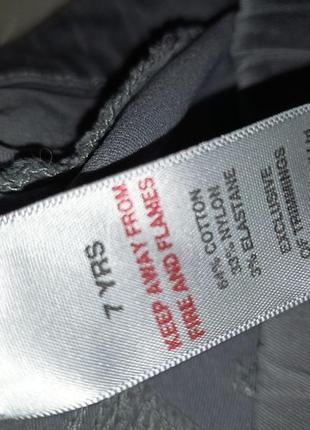 7 YRS
KEEP AWAY FROM
FIRE AND FLAMES
64% COTTON
33% NYLON
3% ELASTANE
EXCLUSIVE
OF TRIMMINGS